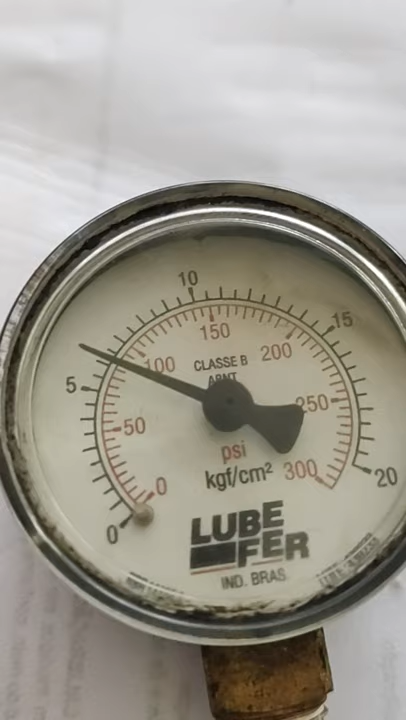 10
15
150
100
CLASSE B
ABNT
200
5
50
250
psi
kgf/cm²
300
20
0
0
LUBE
FER
IND. BRAS.